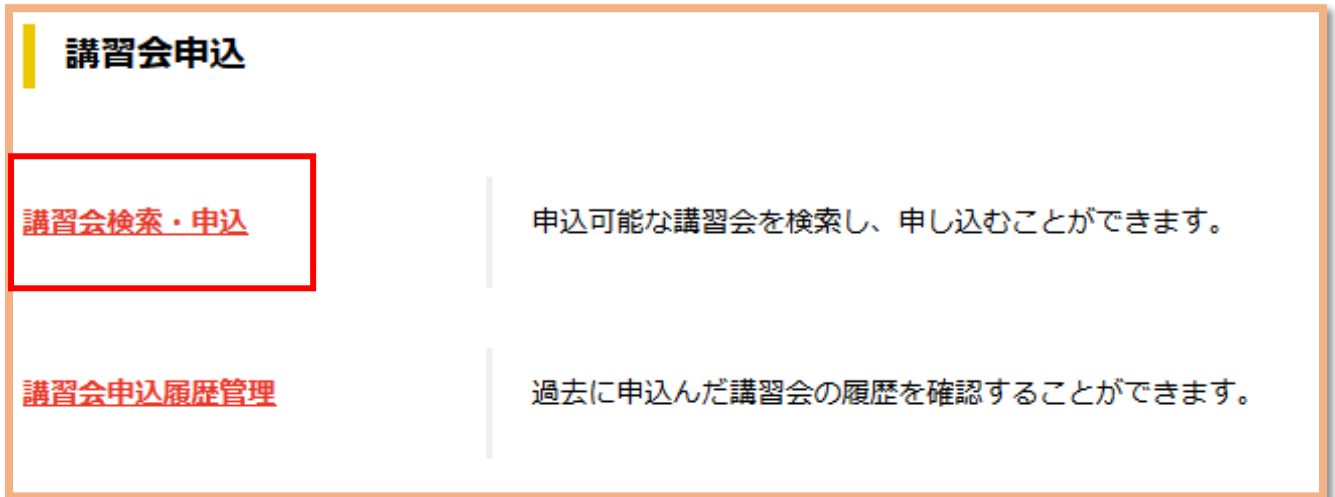 講習会申込
講習会検索・申込
申込可能な講習会を検索し、申し込むことができます。
講習会申込履歴管理
過去に申込んだ講習会の履歴を確認することができます。